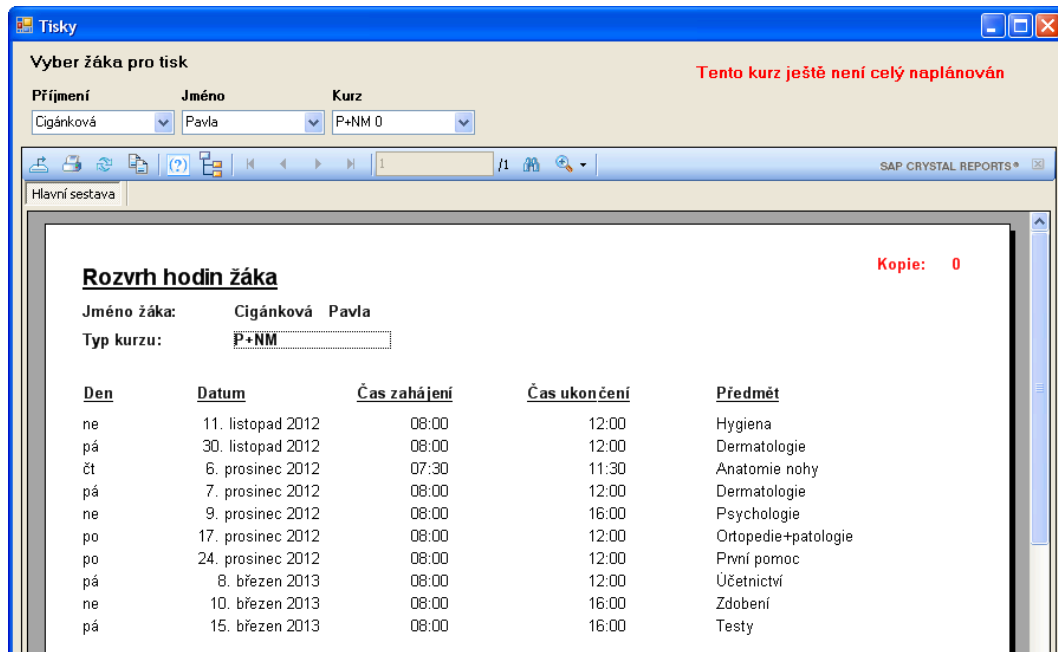 Tisky
Vyber žáka pro tisk
Tento kurz ještě není celý naplánován
Příjmení Jméno Kurz
Cigánková Pavla P+NM 0
1 /1 SAP CRYSTAL REPORTS®
Hlavní sestava
Kopie: 0
Rozvrh hodin žáka
Jméno žáka: Cigánková Pavla
Typ kurzu: P+NM
Den Datum Čas zahájení Čas ukončení Předmět
ne 11. listopad 2012 08:00 12:00 Hygiena
pá 30. listopad 2012 08:00 12:00 Dermatologie
čt 6. prosinec 2012 07:30 11:30 Anatomie nohy
pá 7. prosinec 2012 08:00 12:00 Dermatologie
ne 9. prosinec 2012 08:00 16:00 Psychologie
po 17. prosinec 2012 08:00 12:00 Ortopedie+patologie
po 24. prosinec 2012 08:00 12:00 První pomoc
pá 8. březen 2013 08:00 12:00 Účetnictví
ne 10. březen 2013 08:00 16:00 Zdobení
pá 15. březen 2013 08:00 16:00 Testy